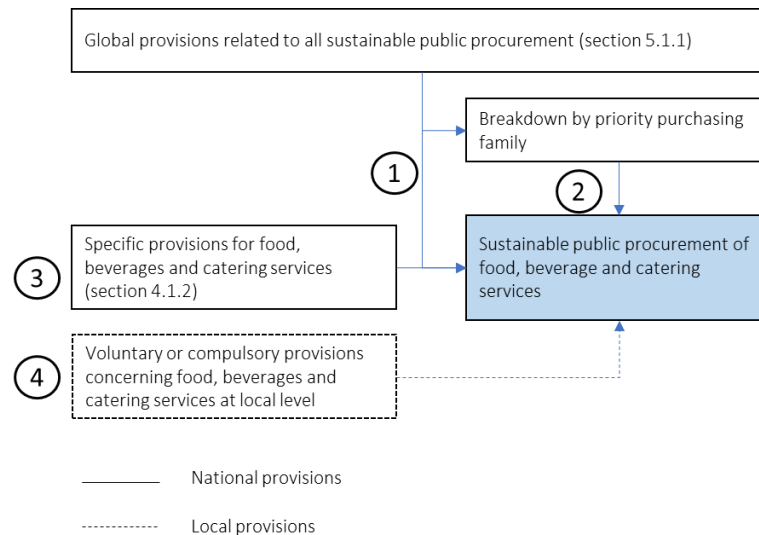 Global provisions related to all sustainable public procurement (section 5.1.1)
Breakdown by priority purchasing
family
1
2
Specific provisions for food,
beverages and catering services
(section 4.1.2)
3
Sustainable public procurement of
food, beverage and catering
services
Voluntary or compulsory provisions
concerning food, beverages and
catering services at local level
4
National provisions
Local provisions